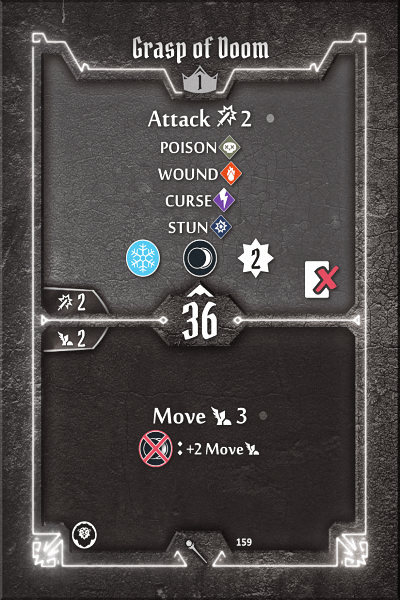 Grasp of Doom
1
Attack 2
POISON
WOUND
CURSE
STUN
2
2
36
2
Move 3
: +2 Move
159